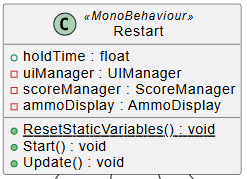 C
«MonoBehaviour»
Restart
holdTime : float
uiManager : UIManager
scoreManager : ScoreManager
ammoDisplay : AmmoDisplay
ResetStaticVariables() : void
Start() : void
Update() : void